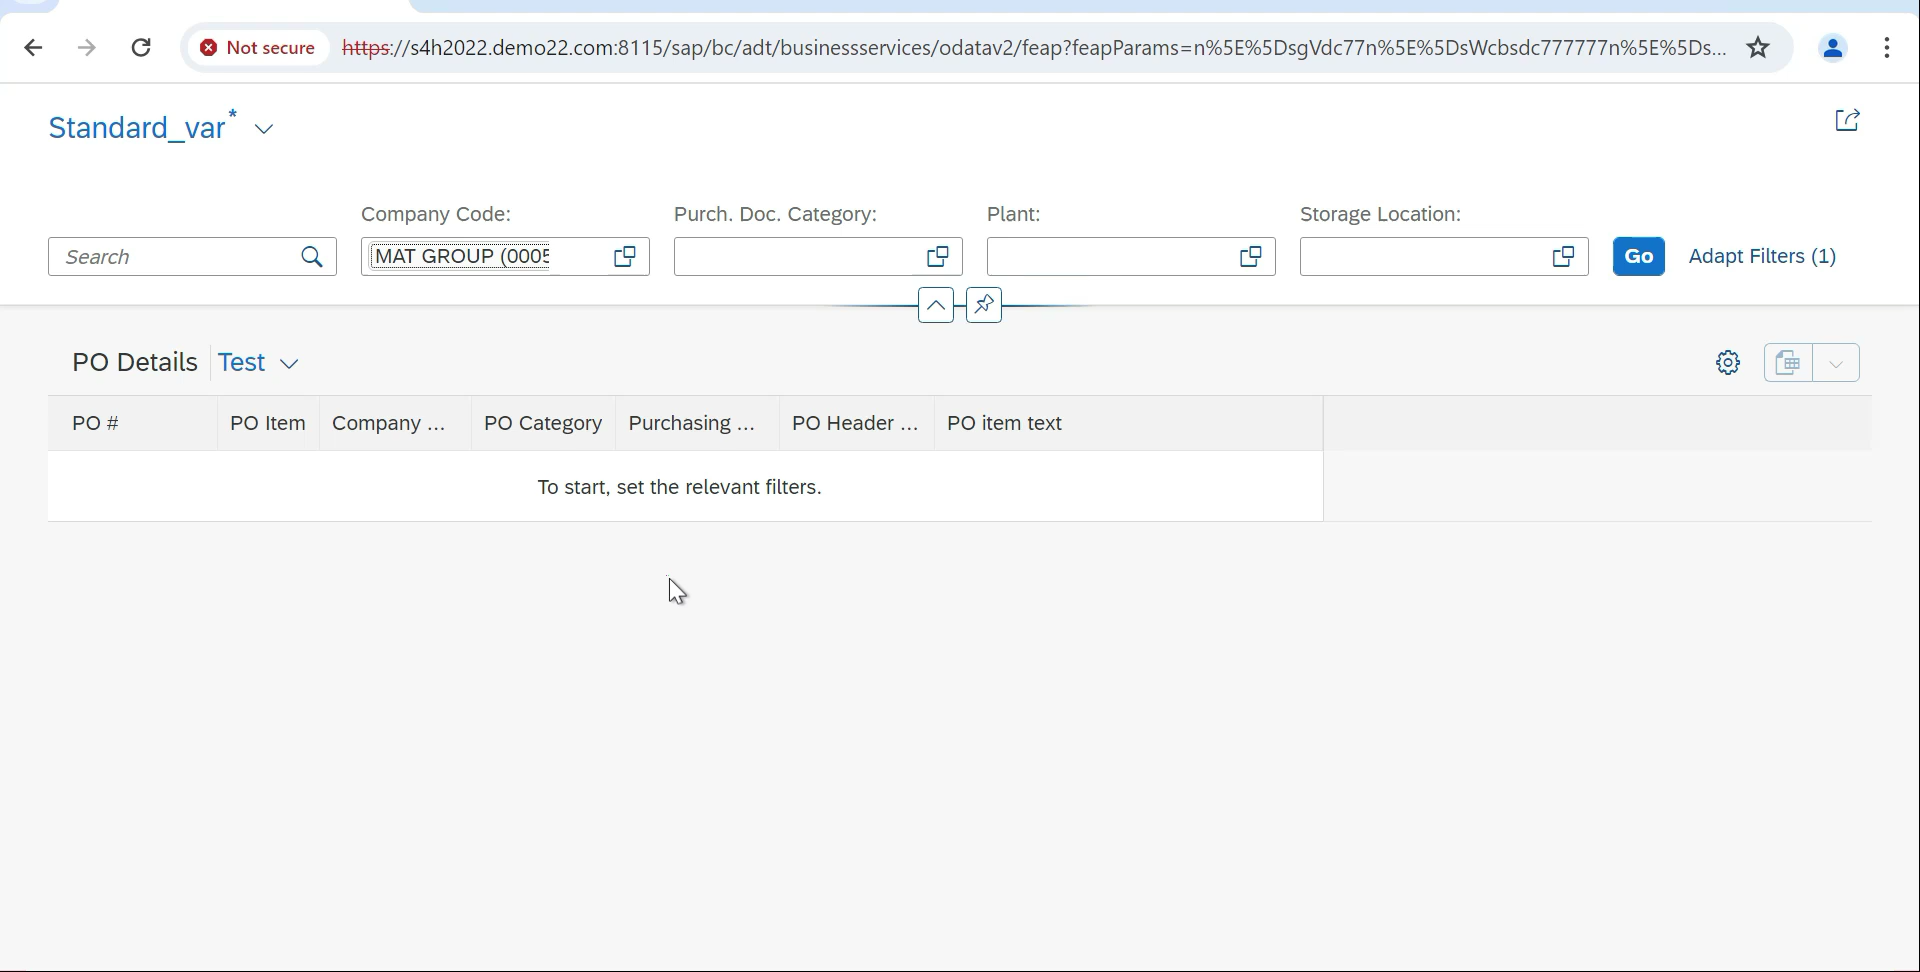 Not secure https://s4h2022.demo22.com:8115/sap/bc/adt/businessservices/odatav2/feap?feapParams=n%5E%5DsgVdc77n%5E%5DsWcbsdc777777n%5E%5Ds...
Standard_var*
Company Code: Purch. Doc. Category: Plant: Storage Location:
Search MAT GROUP (0005 Go Adapt Filters (1)
PO Details Test
PO # PO Item Company ... PO Category Purchasing ... PO Header ... PO item text
To start, set the relevant filters.